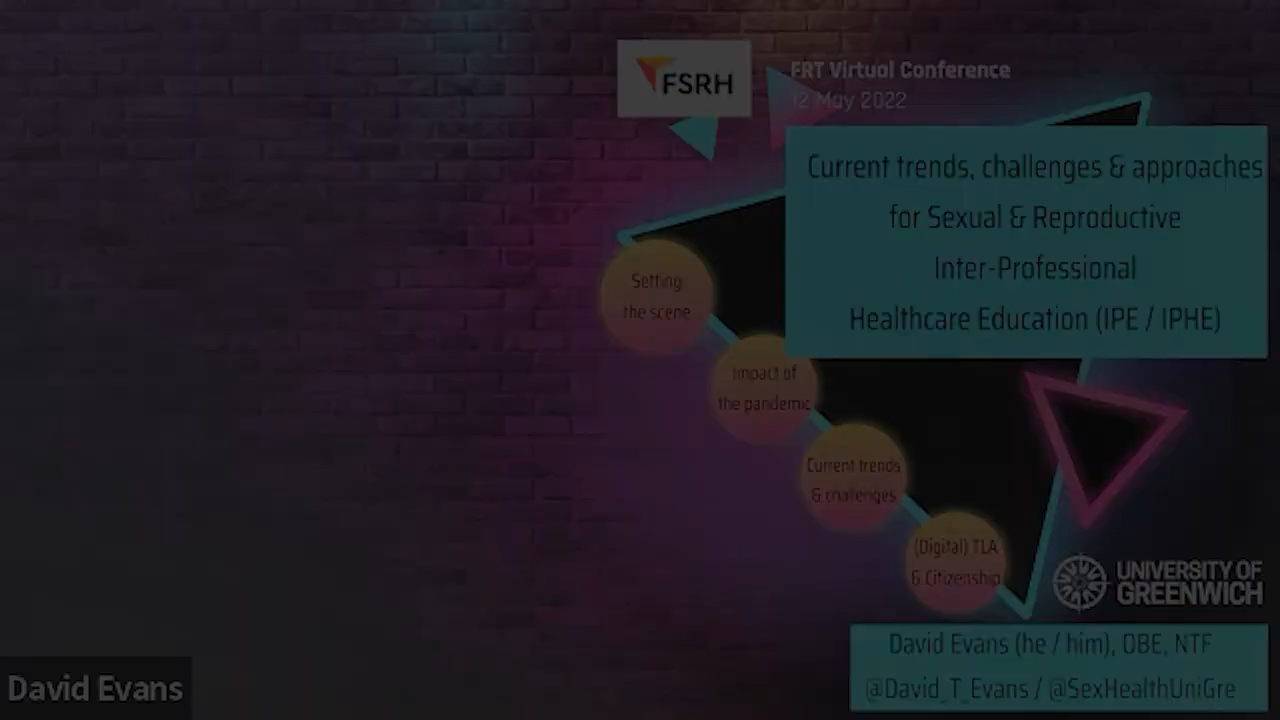 FSRH
FRT Virtual Conference
12 May 2022
Current trends, challenges & approaches
for Sexual & Reproductive
Inter-Professional
Healthcare Education (IPE / IPHE)
Setting
the scene
Impact of
the pandemic
Current trends
& challenges
(Digital) TLA
& Citizenship
UNIVERSITY OF
GREENWICH
David Evans (he / him), OBE, NTF
@David_T_Evans / @SexHealthUniGre
David Evans